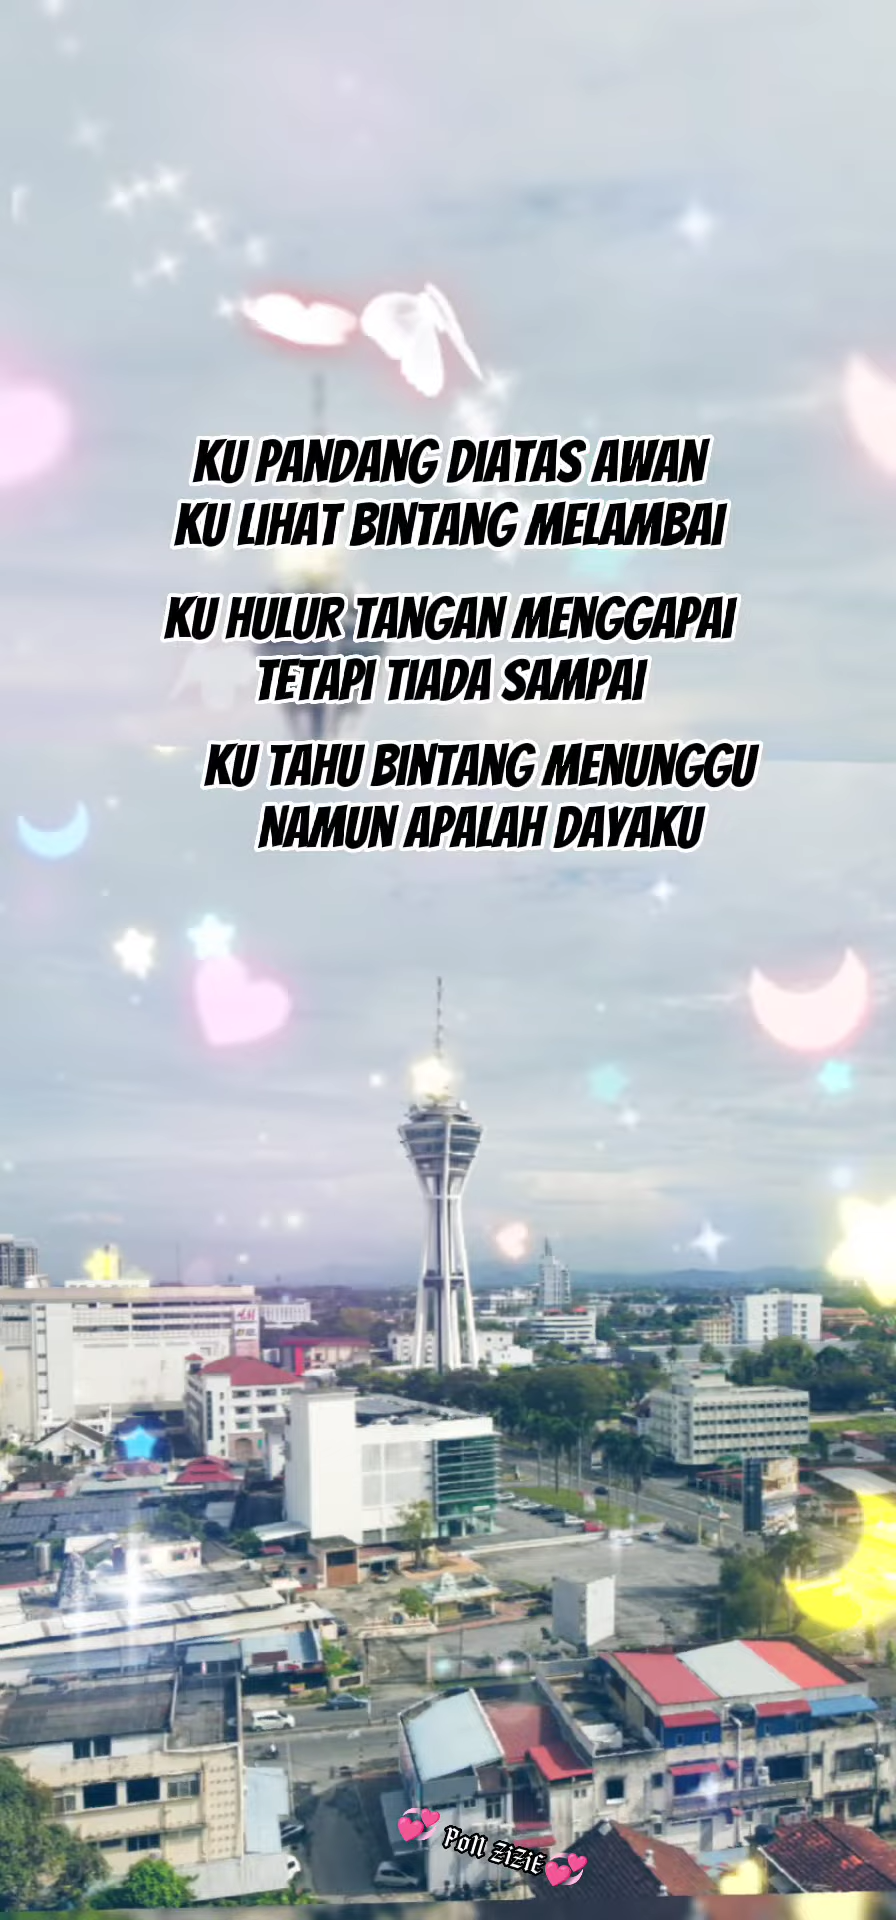 KU PANDANG DIATAS AWAN
KU LIHAT BINTANG MELAMBAI
KU HULUR TANGAN MENGGAPAI
TETAPI TIADA SAMPAI
KU TAHU BINTANG MENUNGGU
NAMUN APALAH DAYAKU
H&M
💞 Poll ZiZiE 💞